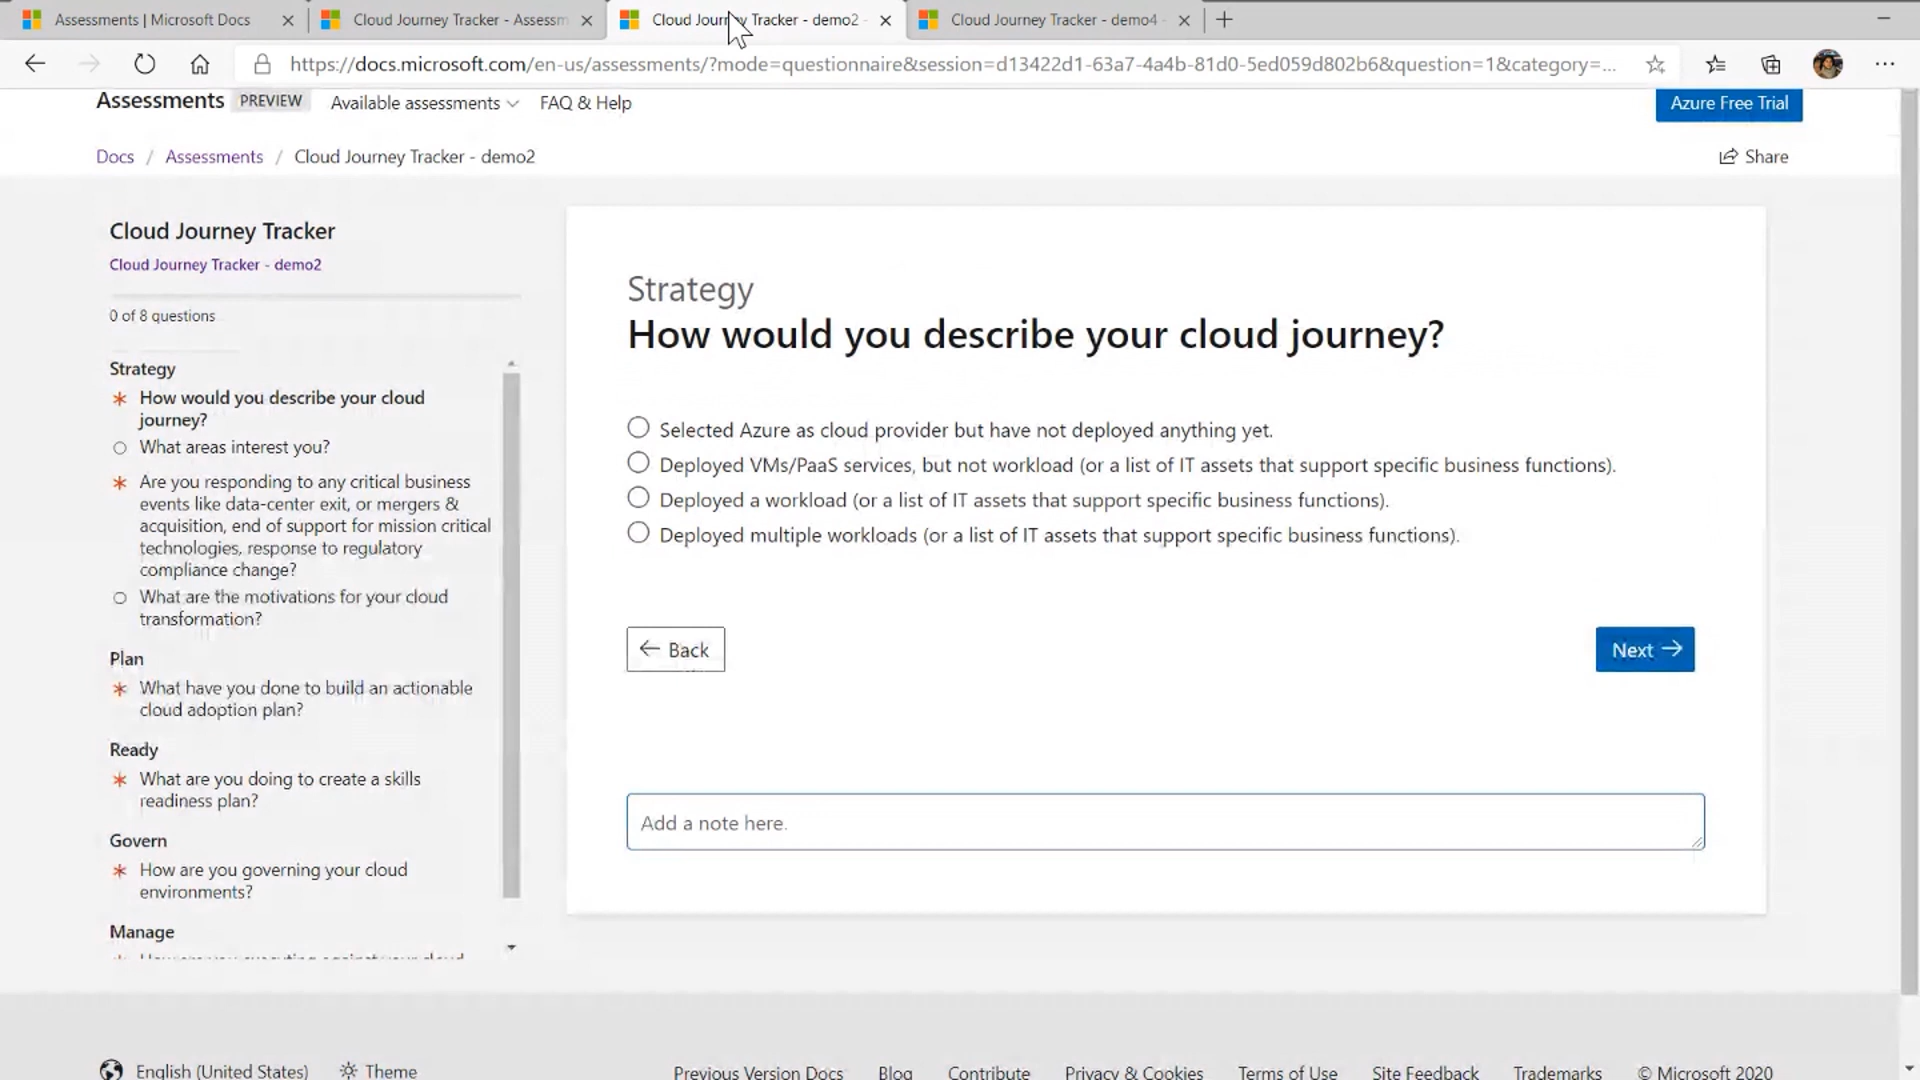 Assessments | Microsoft Docs
Cloud Journey Tracker - Assessm
Cloud Journey Tracker - demo2 -
Cloud Journey Tracker - demo4 -
https://docs.microsoft.com/en-us/assessments/?mode=questionnaire&session=d13422d1-63a7-4a4b-81d0-5ed059d802b6&question=1&category=...
Assessments PREVIEW Available assessments FAQ & Help
Azure Free Trial
Docs / Assessments / Cloud Journey Tracker - demo2
Share
Cloud Journey Tracker
Cloud Journey Tracker - demo2
0 of 8 questions
Strategy
How would you describe your cloud
journey?
What areas interest you?
Are you responding to any critical business
events like data-center exit, or mergers &
acquisition, end of support for mission critical
technologies, response to regulatory
compliance change?
What are the motivations for your cloud
transformation?
Plan
What have you done to build an actionable
cloud adoption plan?
Ready
What are you doing to create a skills
readiness plan?
Govern
How are you governing your cloud
environments?
Manage
Strategy
How would you describe your cloud journey?
Selected Azure as cloud provider but have not deployed anything yet.
Deployed VMs/PaaS services, but not workload (or a list of IT assets that support specific business functions).
Deployed a workload (or a list of IT assets that support specific business functions).
Deployed multiple workloads (or a list of IT assets that support specific business functions).
← Back
Next →
Add a note here.
English (United States) Theme
Previous Version Docs Blog Contribute Privacy & Cookies Terms of Use Site Feedback Trademarks © Microsoft 2020